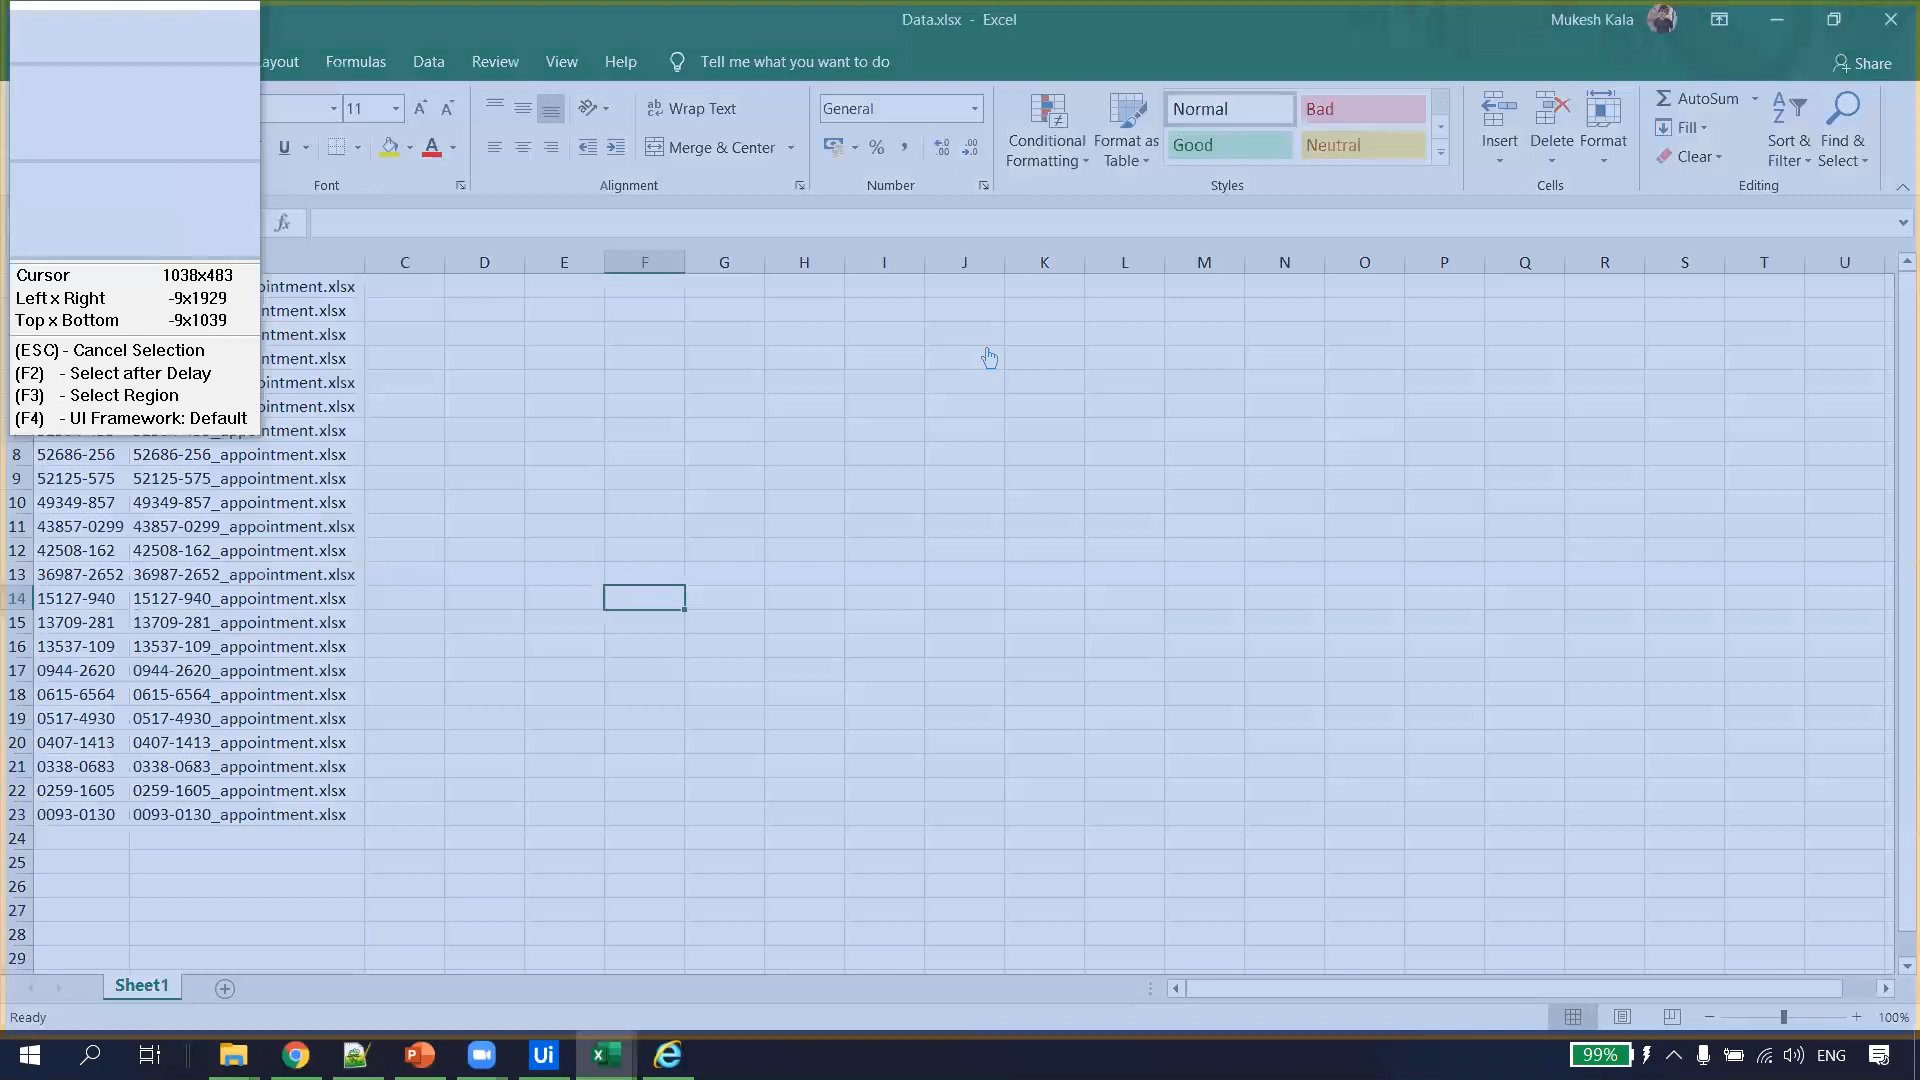 Data.xlsx - Excel
Mukesh Kala
ayout Formulas Data Review View Help Tell me what you want to do
Share
11
Wrap Text
General
Normal
Bad
AutoSum
U
Merge & Center
Conditional Formatting
Format as Table
Good
Neutral
Insert Delete Format
Fill
Clear
Sort & Filter
Find & Select
Font Alignment Number Styles Cells Editing
fx
C D E F G H I J K L M N O P Q R S T U
Cursor 1038x483
Left x Right -9x1929
Top x Bottom -9x1039
(ESC) - Cancel Selection
(F2) - Select after Delay
(F3) - Select Region
(F4) - UI Framework: Default
ointment.xlsx
ntment.xlsx
ntment.xlsx
ntment.xlsx
ointment.xlsx
ointment.xlsx
ntment.xlsx
8 52686-256 52686-256_appointment.xlsx
9 52125-575 52125-575_appointment.xlsx
10 49349-857 49349-857_appointment.xlsx
11 43857-0299 43857-0299_appointment.xlsx
12 42508-162 42508-162_appointment.xlsx
13 36987-2652 36987-2652_appointment.xlsx
14 15127-940 15127-940_appointment.xlsx
15 13709-281 13709-281_appointment.xlsx
16 13537-109 13537-109_appointment.xlsx
17 0944-2620 0944-2620_appointment.xlsx
18 0615-6564 0615-6564_appointment.xlsx
19 0517-4930 0517-4930_appointment.xlsx
20 0407-1413 0407-1413_appointment.xlsx
21 0338-0683 0338-0683_appointment.xlsx
22 0259-1605 0259-1605_appointment.xlsx
23 0093-0130 0093-0130_appointment.xlsx
24
25
26
27
28
29
Sheet1
Ready
100%
99%
ENG